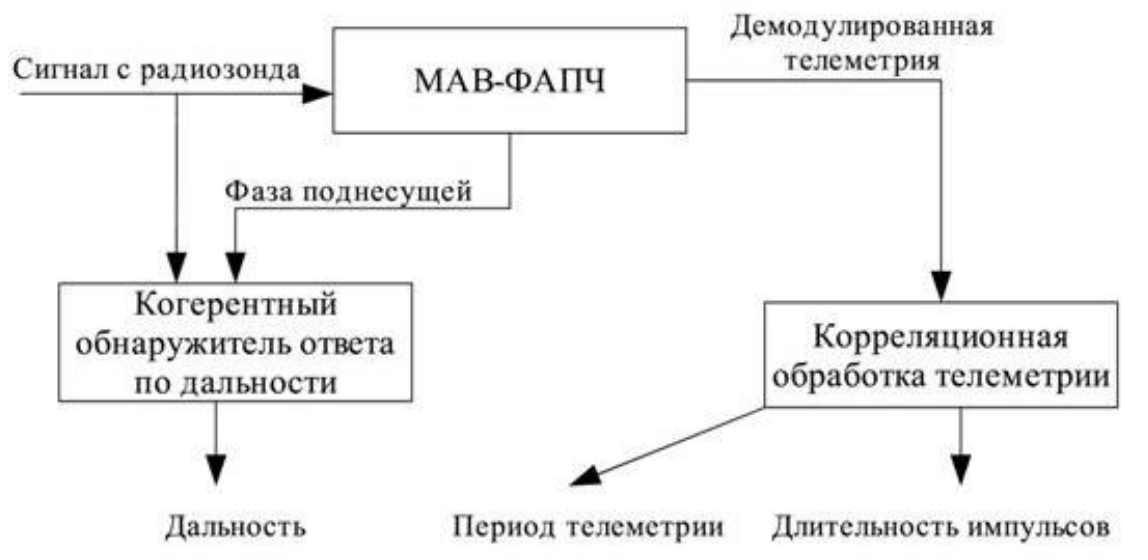 Демодулированная
телеметрия
Сигнал с радиозонда
МАВ-ФАПЧ
Фаза поднесущей
Когерентный
обнаружитель ответа
по дальности
Корреляционная
обработка телеметрии
Дальность
Период телеметрии
Длительность импульсов